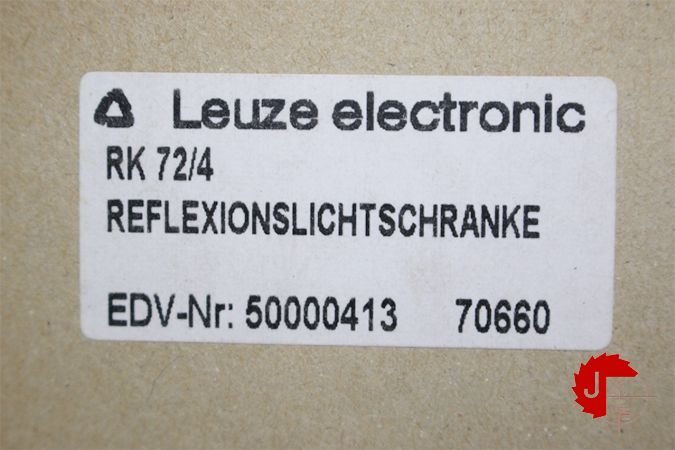 Leuze electronic
RK 72/4
REFLEXIONSLICHTSCHRANKE
EDV-Nr: 50000413 70660
J